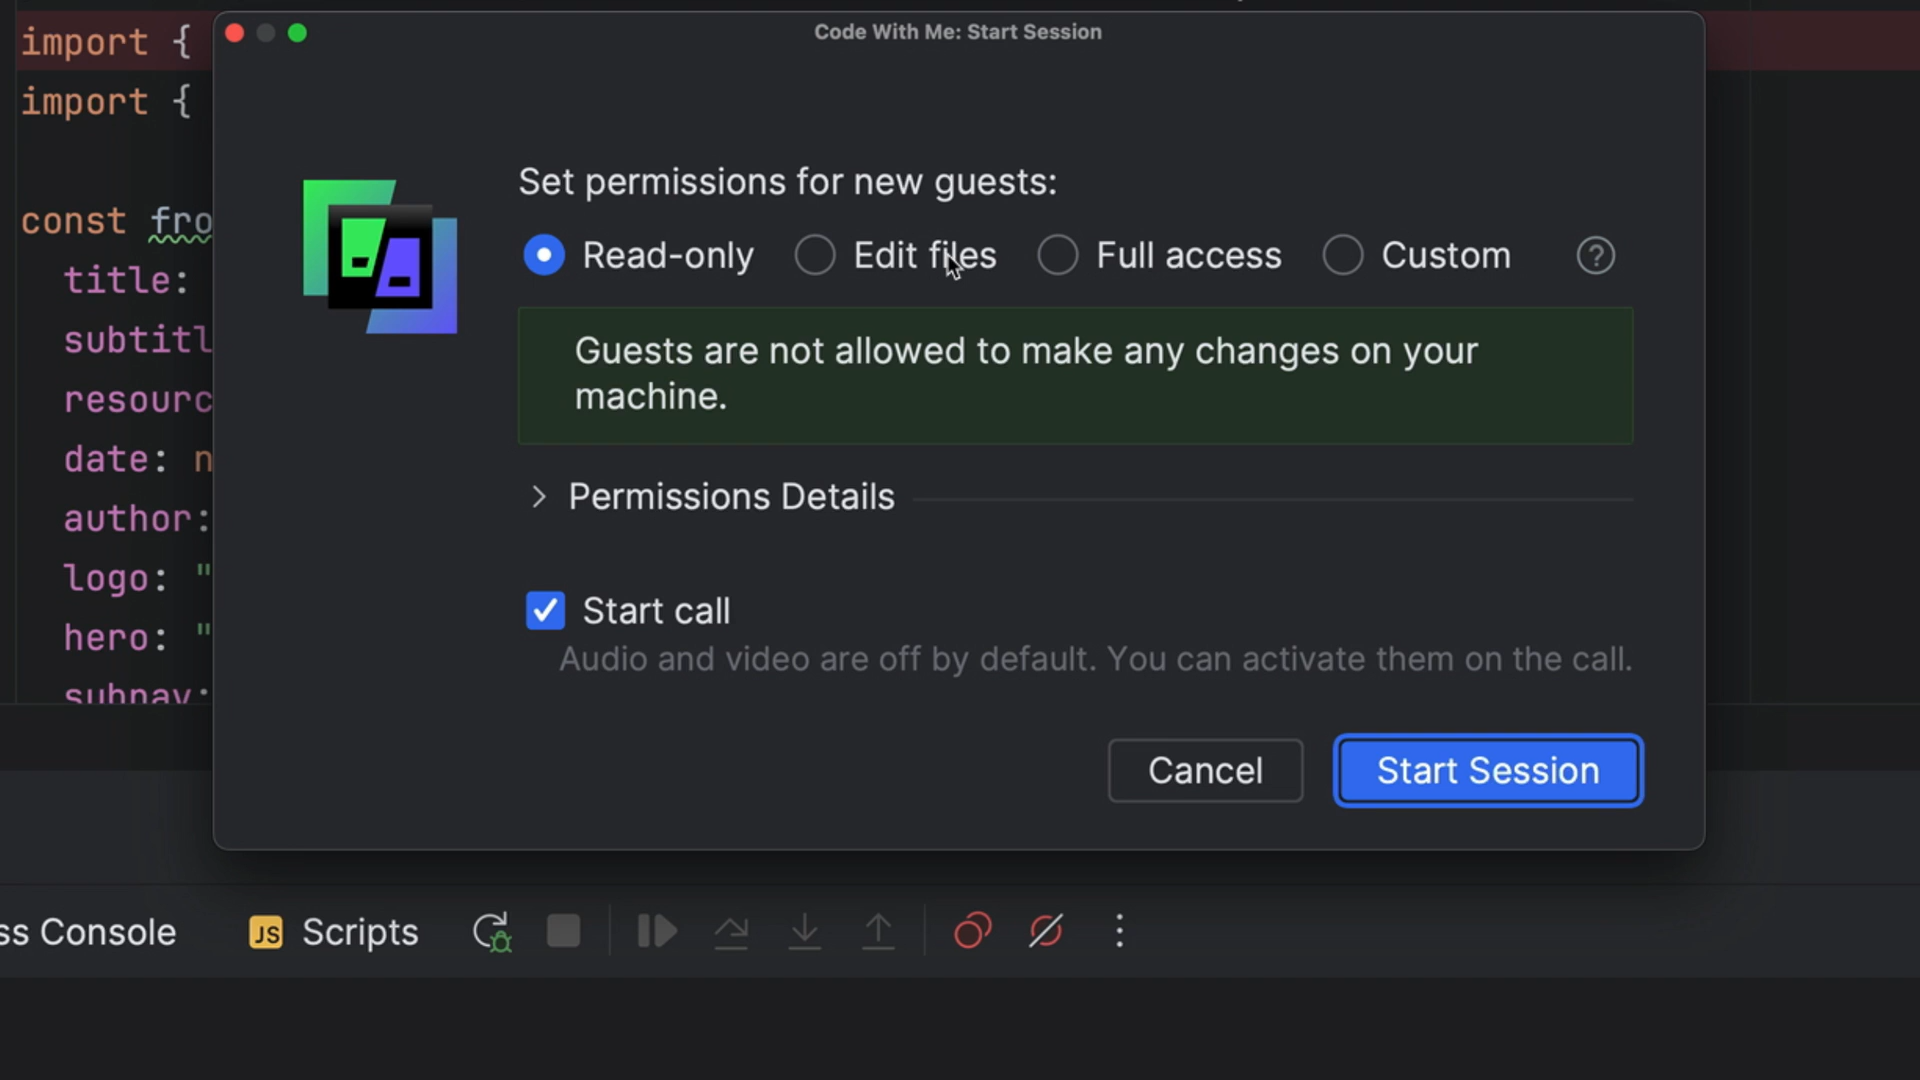 Code With Me: Start Session
import {
import {
const fro
title:
subtitl
resourc
date: n
author:
logo: "
hero: "
subnav:
Set permissions for new guests:
Read-only Edit files Full access Custom ?
Guests are not allowed to make any changes on your
machine.
Permissions Details
Start call
Audio and video are off by default. You can activate them on the call.
Cancel Start Session
ss Console JS Scripts